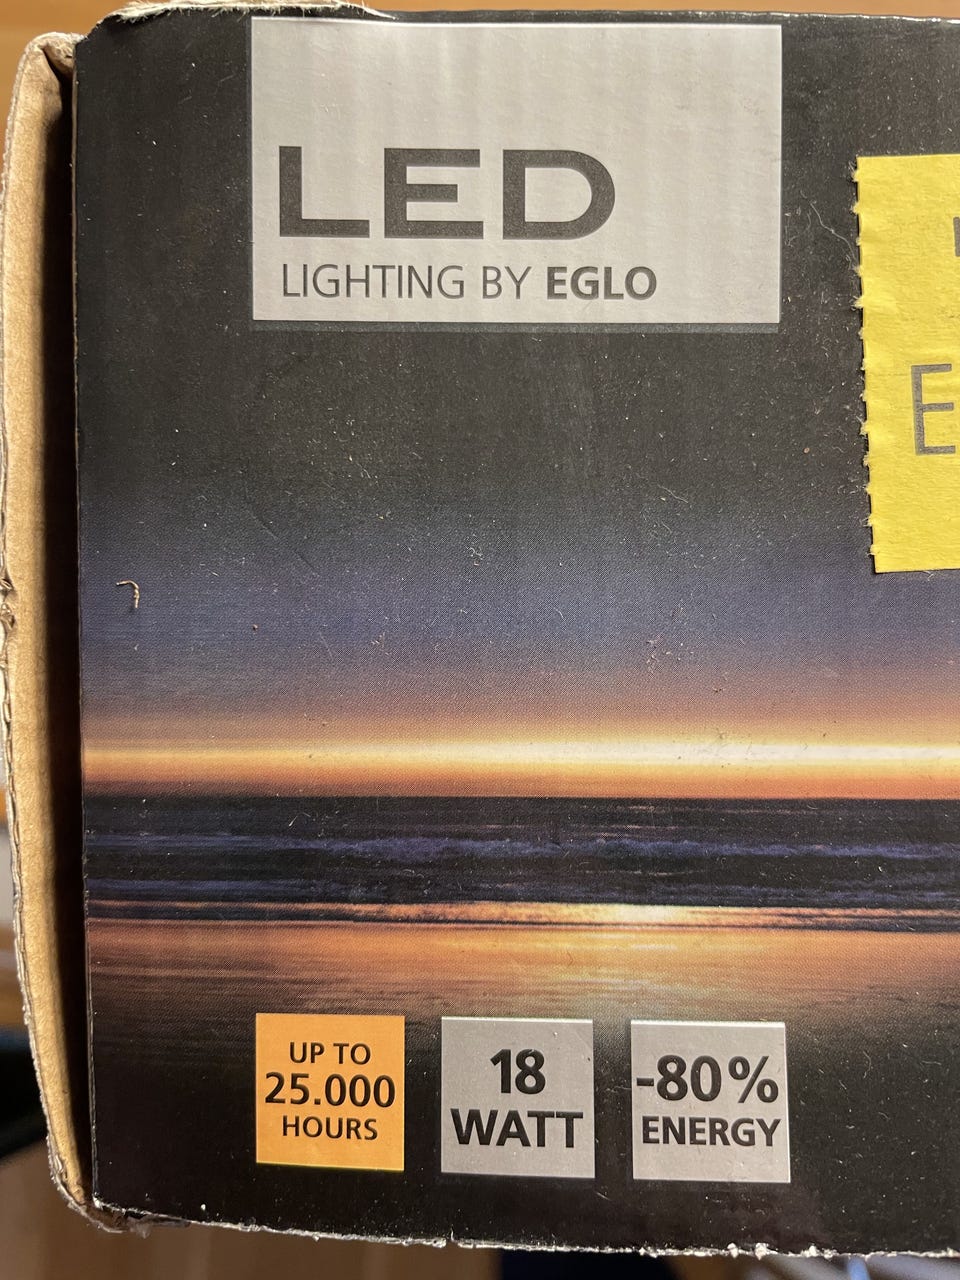 LED
LIGHTING BY EGLO
E
UP TO
25.000
HOURS
18
WATT
-80%
ENERGY